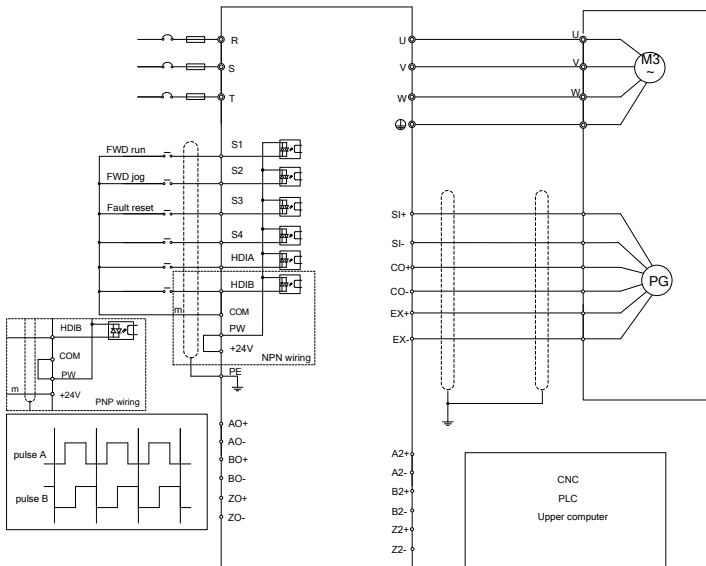 R
S
T
U
V
W
U
V
W
M3
~
FWD run
FWD jog
Fault reset
S1
S2
S3
S4
HDIA
HDIB
m
COM
PW
+24V
NPN wiring
PE
HDIB
COM
PW
m
+24V
PNP wiring
SI+
SI-
CO+
CO-
EX+
EX-
PG
pulse A
pulse B
AO+
AO-
BO+
BO-
ZO+
ZO-
A2+
A2-
B2+
B2-
Z2+
Z2-
CNC
PLC
Upper computer